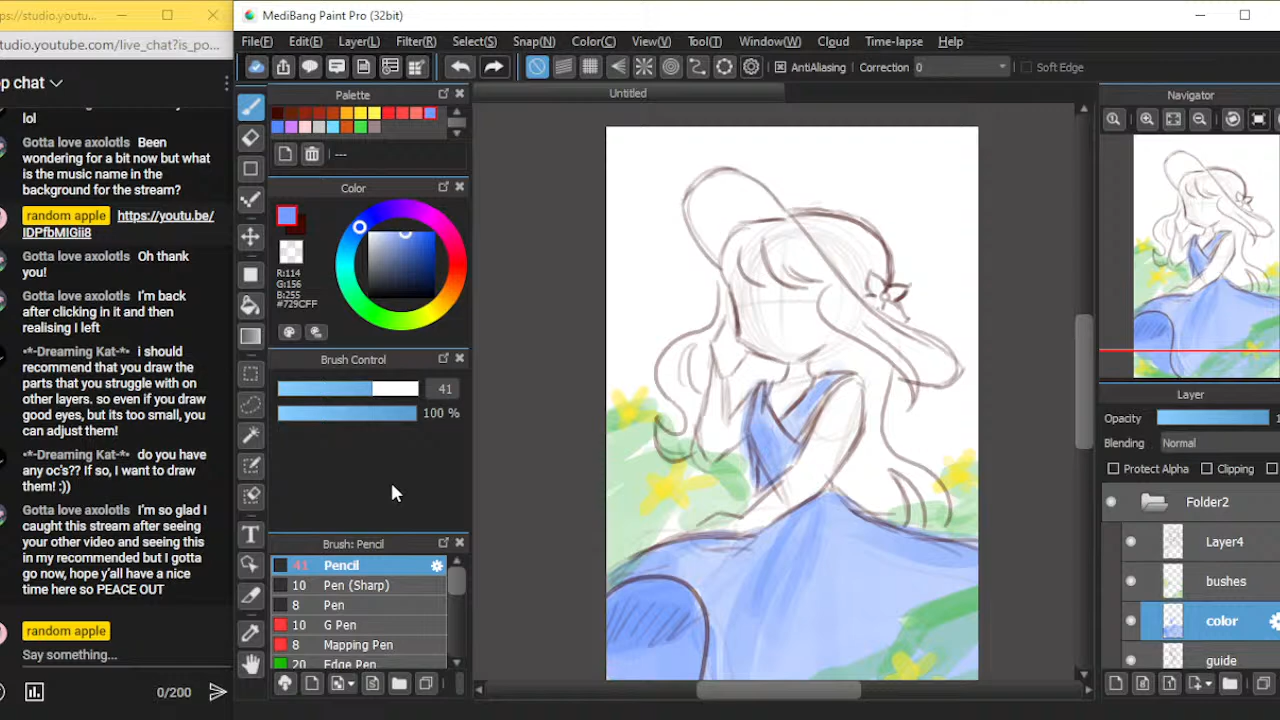 ps://studio.youtu...
MediBang Paint Pro (32bit)
tudio.youtube.com/live_chat?is_po...
File(F) Edit(E) Layer(L) Filter(R) Select(S) Snap(N) Color(C) View(V) Tool(T) Window(W) Cloud Time-lapse Help
AntiAliasing Correction 0 Soft Edge
p chat
lol
Gotta love axolotls Been
wondering for a bit now but what
is the music name in the
background for the stream?
random apple https://youtu.be/
IDPfbMIGii8
Gotta love axolotls Oh thank
you!
Gotta love axolotls I'm back
after clicking in it and then
realising I left
•*-Dreaming Kat-*• i should
recommend that you draw the
parts that you struggle with on
other layers. so even if you draw
good eyes, but its too small, you
can adjust them!
•*-Dreaming Kat-*• do you have
any oc's?? If so, I want to draw
them! :))
Gotta love axolotls I'm so glad I
caught this stream after seeing
your other video and seeing this
in my recommended but I gotta
go now, hope y'all have a nice
time here so PEACE OUT
random apple
Say something...
0/200
Palette
---
Color
R:114
G:156
B:255
#729CFF
Brush Control
41
100 %
Brush: Pencil
41 Pencil
10 Pen (Sharp)
8 Pen
10 G Pen
8 Mapping Pen
20 Edge Pen
Untitled
Navigator
Layer
Opacity 1
Blending Normal
Protect Alpha Clipping
Folder2
Layer4
bushes
color
guide